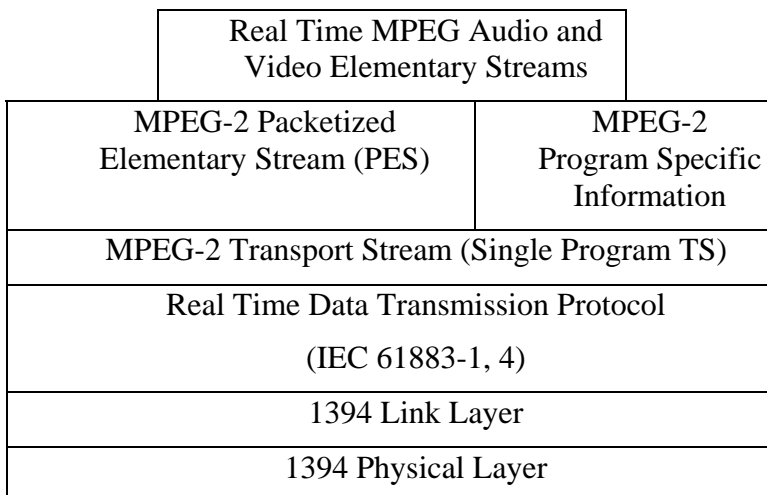 Real Time MPEG Audio and
Video Elementary Streams
MPEG-2 Packetized
Elementary Stream (PES)
MPEG-2
Program Specific
Information
MPEG-2 Transport Stream (Single Program TS)
Real Time Data Transmission Protocol
(IEC 61883-1, 4)
1394 Link Layer
1394 Physical Layer